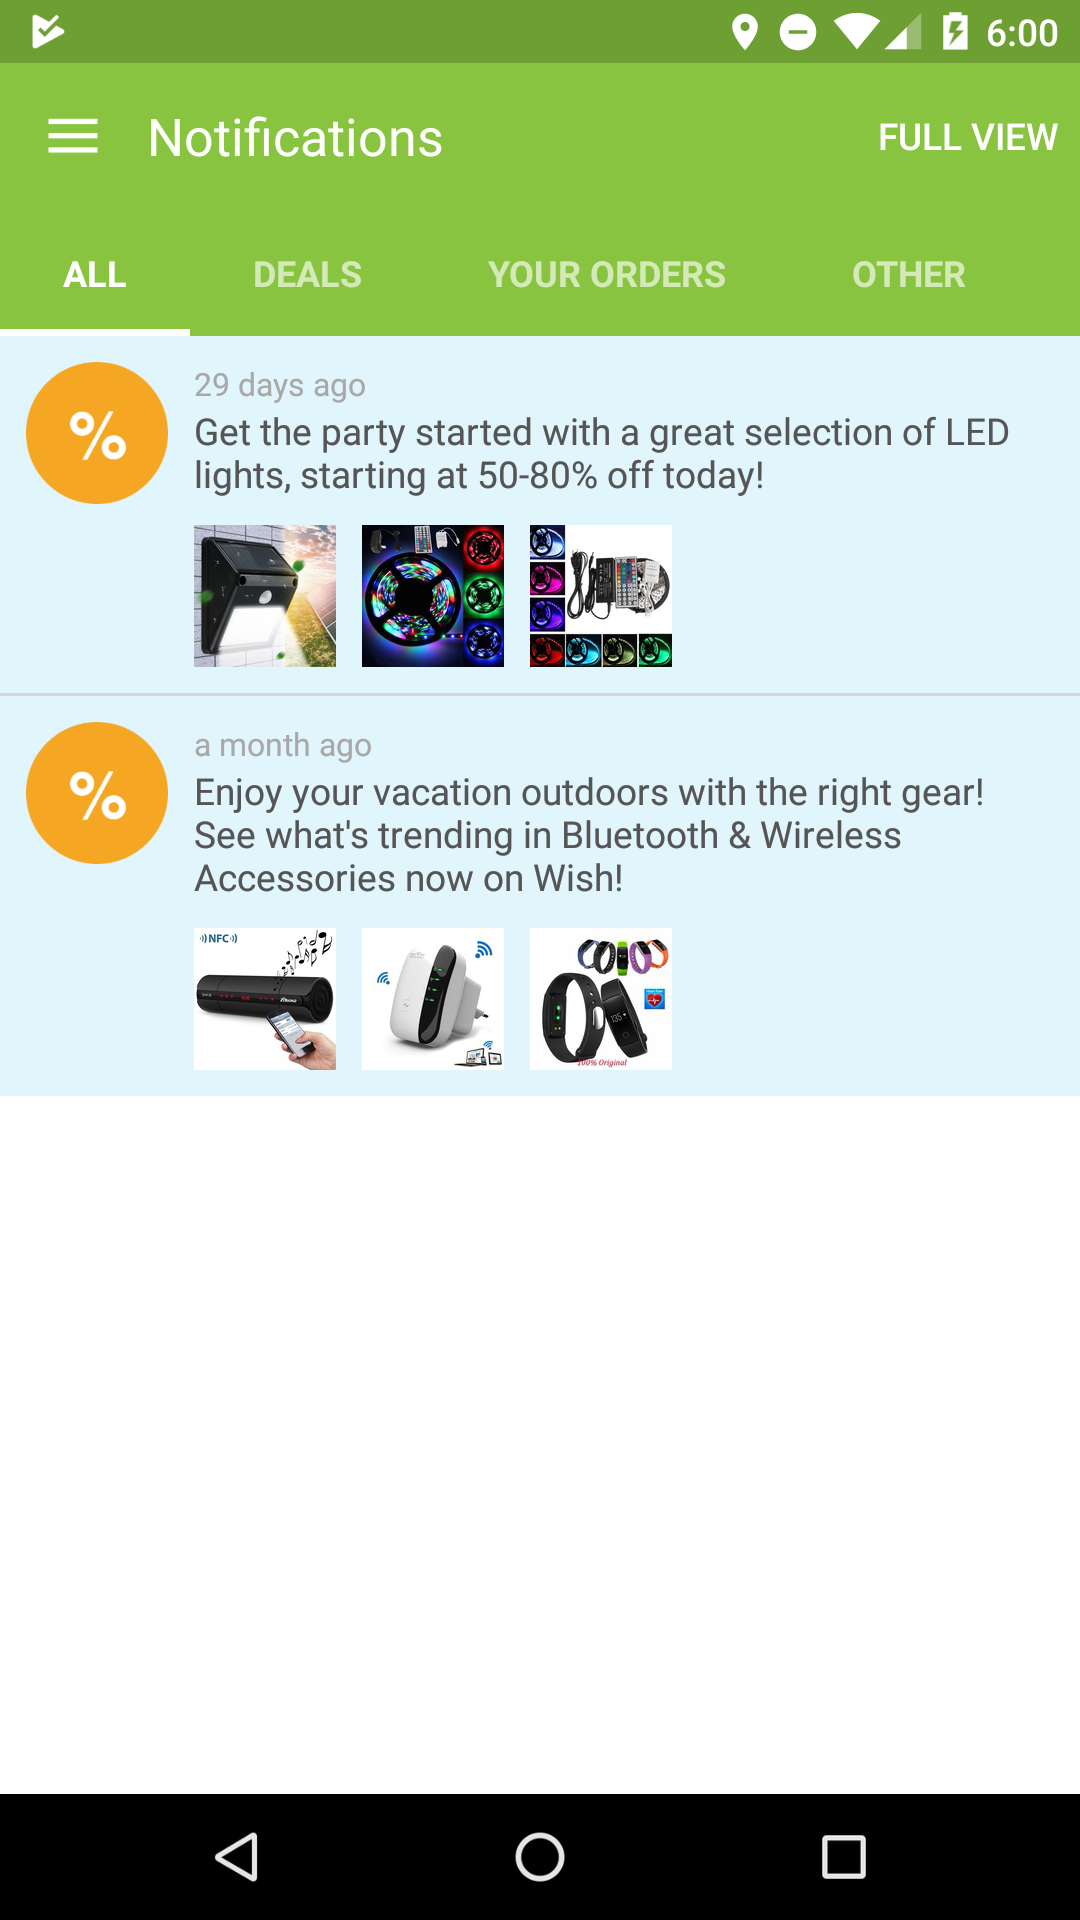 6:00
Notifications
FULL VIEW
ALL
DEALS
YOUR ORDERS
OTHER
%
29 days ago
Get the party started with a great selection of LED
lights, starting at 50-80% off today!
%
a month ago
Enjoy your vacation outdoors with the right gear!
See what's trending in Bluetooth & Wireless
Accessories now on Wish!
NFC
135
100% Original